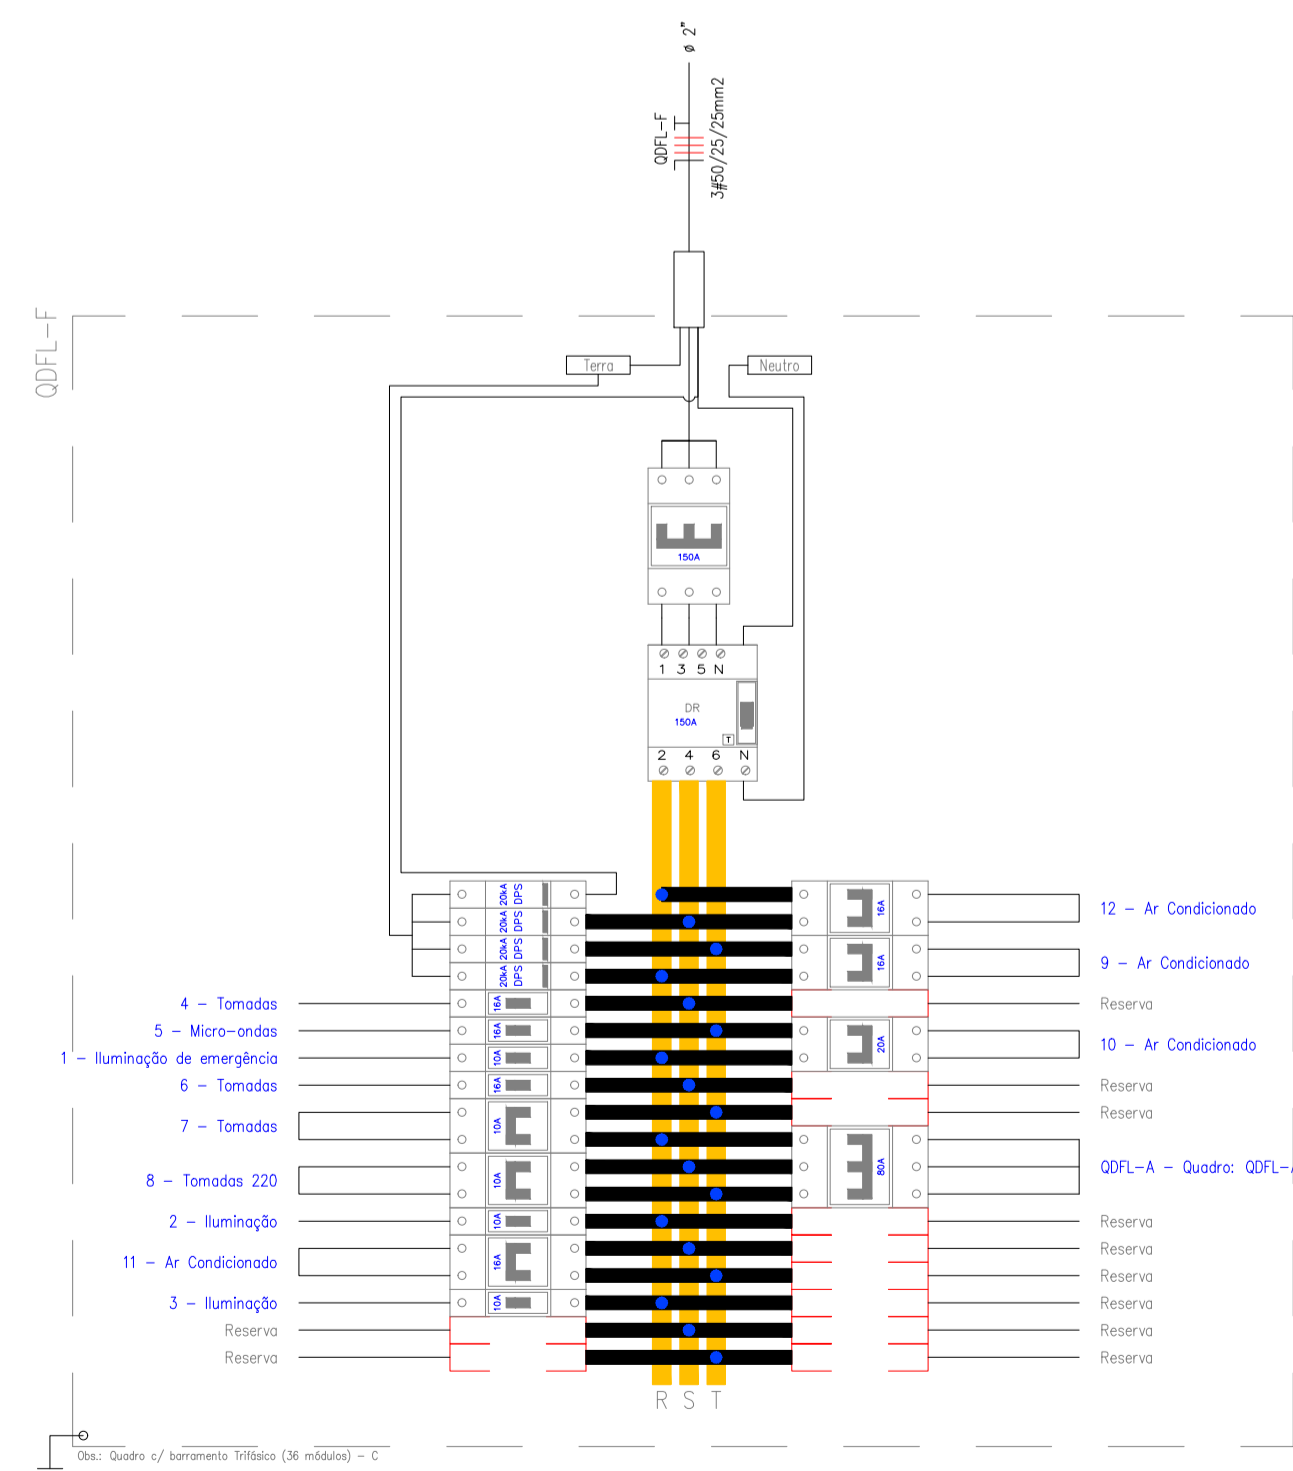 ø 2"
QDFL-F
3#50/25/25mm2
QDFL-F
Terra
Neutro
150A
1 3 5 N
DR
150A
T
2 4 6 N
20kA DPS
20kA DPS
20kA DPS
20kA DPS
16A
16A
10A
16A
10A
10A
10A
16A
10A
4 - Tomadas
5 - Micro-ondas
1 - Iluminação de emergência
6 - Tomadas
7 - Tomadas
8 - Tomadas 220
2 - Iluminação
11 - Ar Condicionado
3 - Iluminação
Reserva
Reserva
16A
16A
20A
80A
12 - Ar Condicionado
9 - Ar Condicionado
Reserva
10 - Ar Condicionado
Reserva
Reserva
QDFL-A - Quadro: QDFL-
Reserva
Reserva
Reserva
Reserva
Reserva
Reserva
R S T
Obs.: Quadro c/ barramento Trifásico (36 módulos) - C